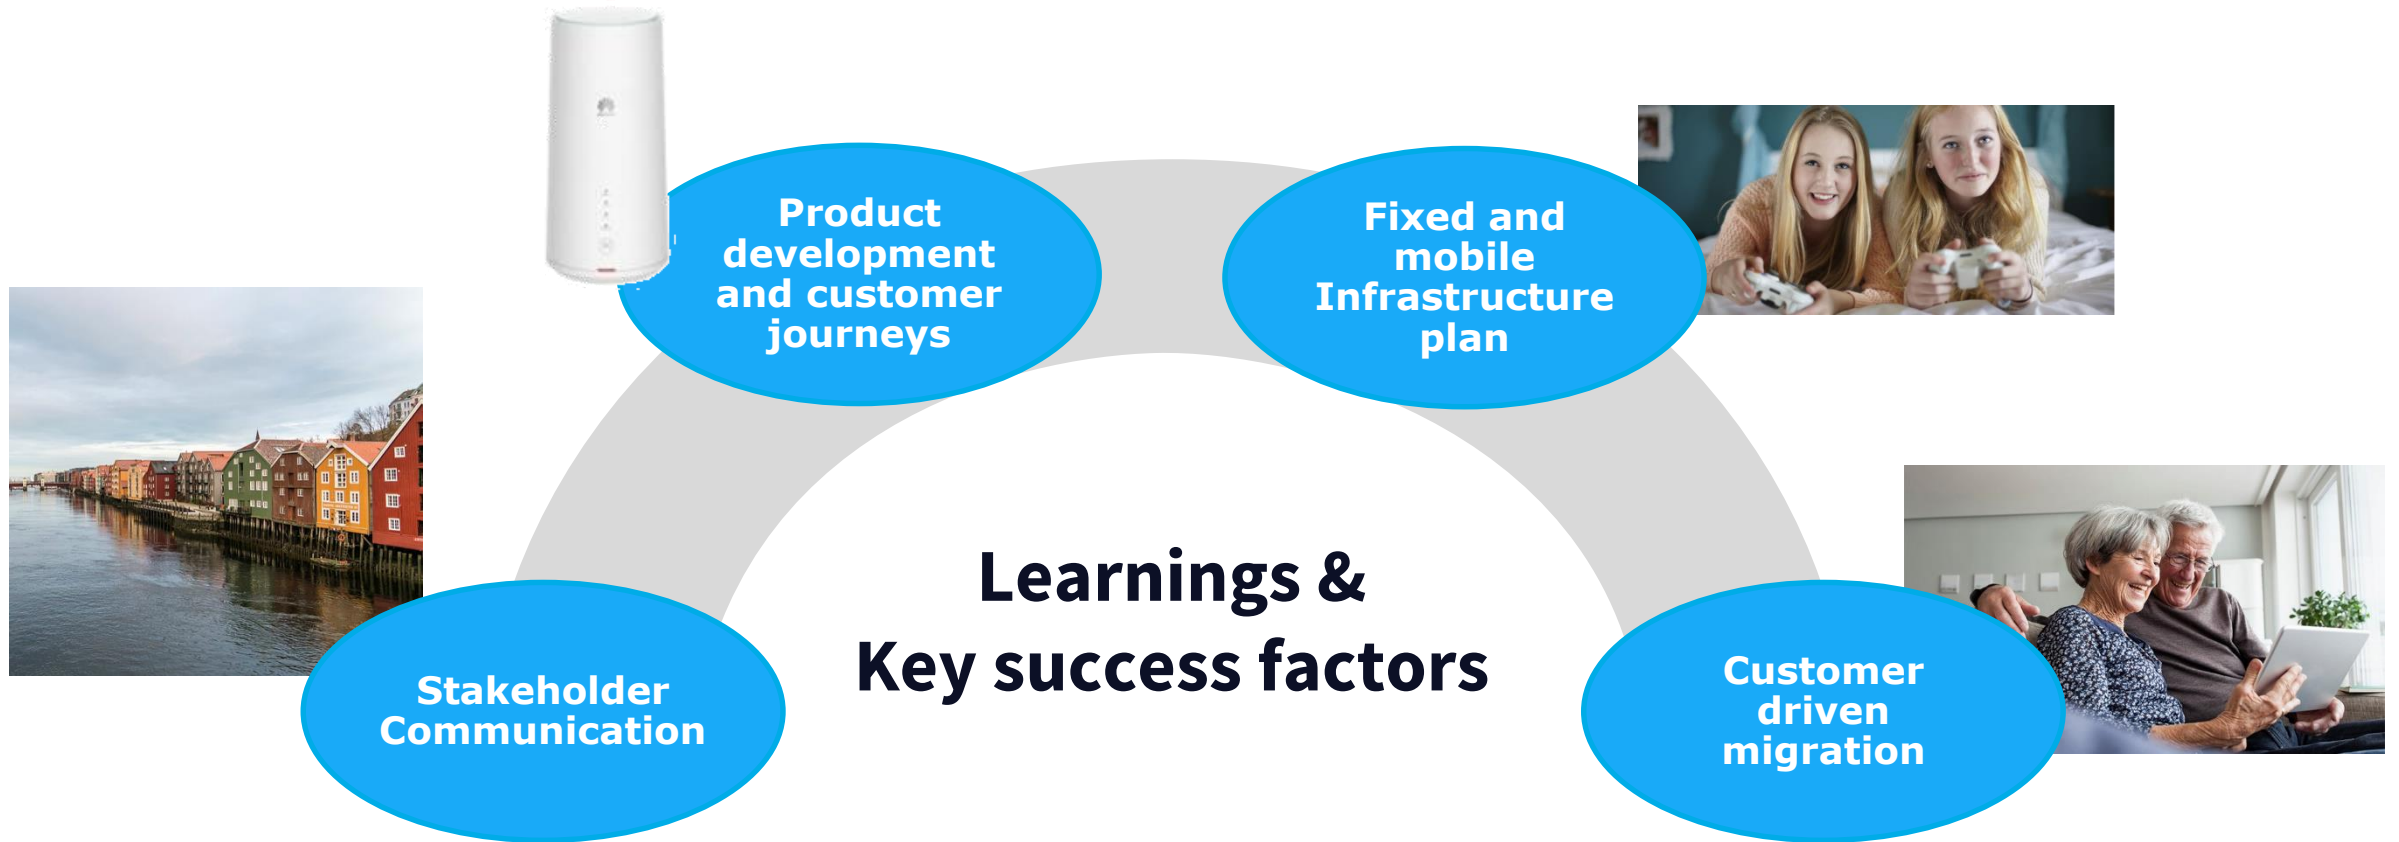 Product
development
and customer
journeys
Fixed and
mobile
Infrastructure
plan
Learnings &
Key success factors
Stakeholder
Communication
Customer
driven
migration